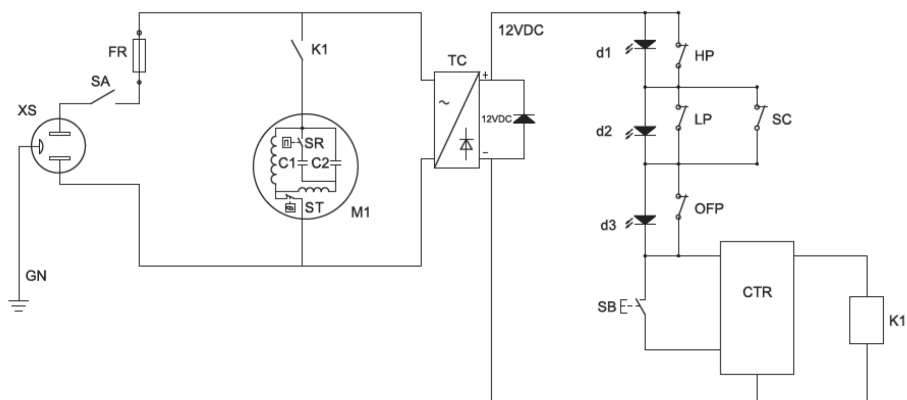 FR
K1
TC
12VDC
d1
HP
SA
~
+
XS
12VDC
LP
SC
SR
C1
C2
d2
−
ST
M1
OFP
d3
GN
CTR
SB
K1